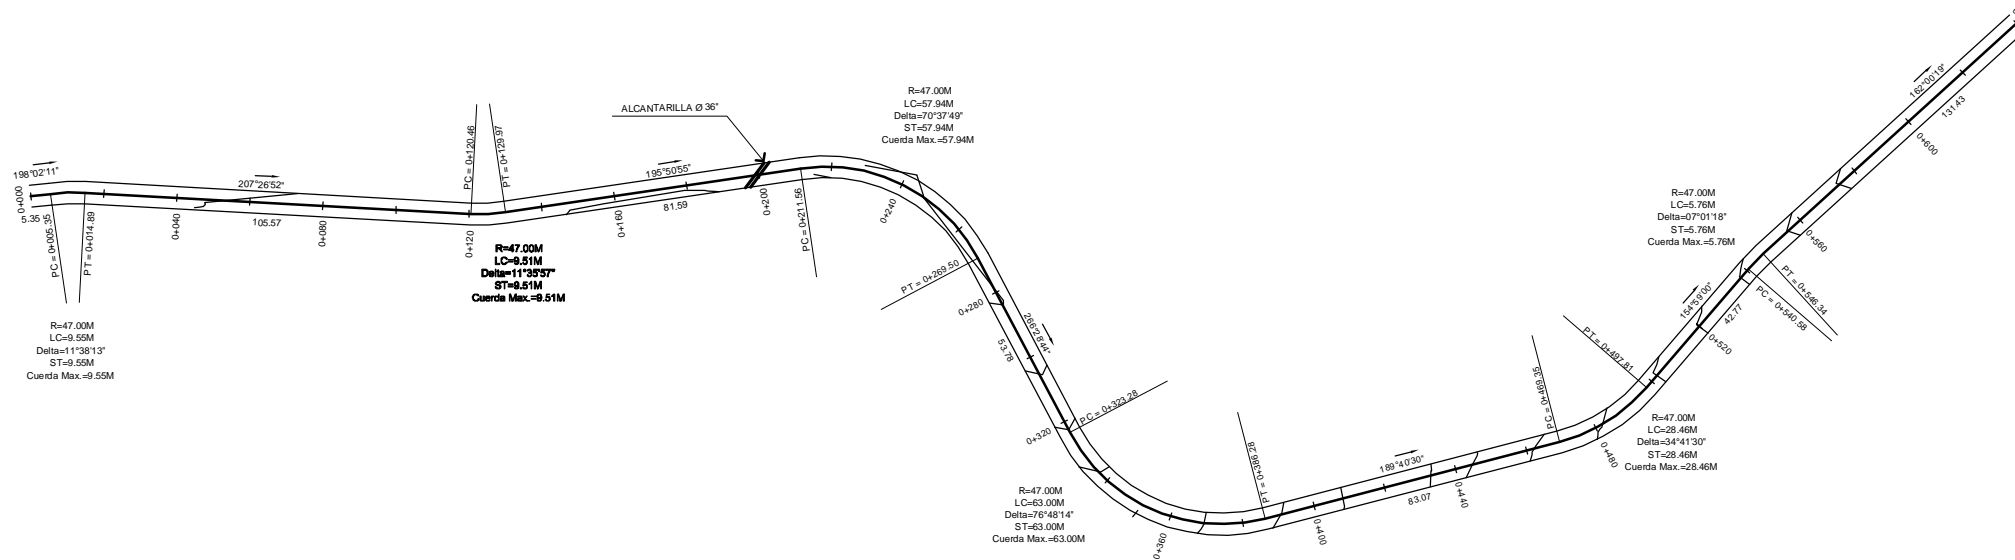 198°02'11"
0+000
5.35
PC = 0+005.35
PT = 0+014.89
R=47.00M
LC=9.55M
Delta=11°38'13"
ST=9.55M
Cuerda Max.=9.55M
0+040
207°26'52"
105.57
0+080
0+120
PC = 0+120.46
PT = 0+129.97
R=47.00M
LC=9.51M
Delta=11°35'57"
ST=9.51M
Cuerda Max.=9.51M
0+160
195°50'55"
81.59
ALCANTARILLA Ø 36"
0+200
PC = 0+211.56
R=47.00M
LC=57.94M
Delta=70°37'49"
ST=57.94M
Cuerda Max.=57.94M
0+240
PT = 0+269.50
0+280
266°28'44"
53.78
0+320
PC = 0+323.28
R=47.00M
LC=63.00M
Delta=76°48'14"
ST=63.00M
Cuerda Max.=63.00M
0+360
PT = 0+386.28
0+400
189°40'30"
83.07
0+440
PC = 0+469.35
0+480
PT = 0+497.81
R=47.00M
LC=28.46M
Delta=34°41'30"
ST=28.46M
Cuerda Max.=28.46M
154°59'00"
42.77
0+520
PC = 0+540.58
PT = 0+546.34
R=47.00M
LC=5.76M
Delta=07°01'18"
ST=5.76M
Cuerda Max.=5.76M
0+560
162°00'19"
131.43
0+600